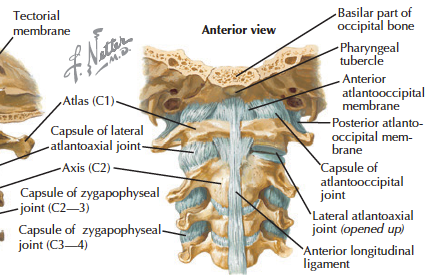 Tectorial
membrane
F. Netter
M.D.
Anterior view
Atlas (C1)
Capsule of lateral
atlantoaxial joint
Axis (C2)
Capsule of zygapophyseal
joint (C2—3)
Capsule of zygapophyseal
joint (C3—4)
Basilar part of
occipital bone
Pharyngeal
tubercle
Anterior
atlantooccipital
membrane
Posterior atlanto-
occipital mem-
brane
Capsule of
atlantooccipital
joint
Lateral atlantoaxial
joint (opened up)
Anterior longitudinal
ligament